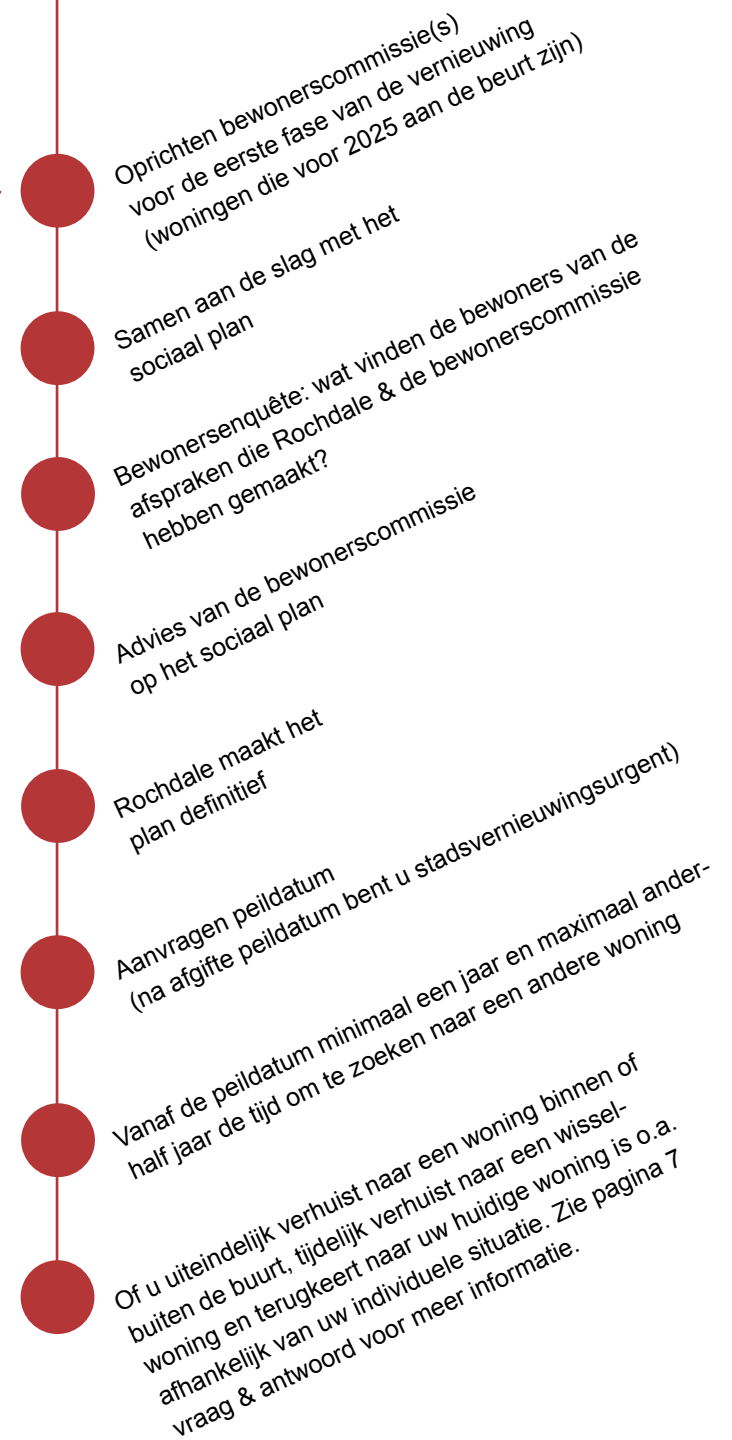 Oprichten bewonerscommissie(s)
voor de eerste fase van de vernieuwing
(woningen die voor 2025 aan de beurt zijn)
Samen aan de slag met het
sociaal plan
Bewonersenquête: wat vinden de bewoners van de
afspraken die Rochdale & de bewonerscommissie
hebben gemaakt?
Advies van de bewonerscommissie
op het sociaal plan
Rochdale maakt het
plan definitief
Aanvragen peildatum
(na afgifte peildatum bent u stadsvernieuwingsurgent)
Vanaf de peildatum minimaal een jaar en maximaal ander-
half jaar de tijd om te zoeken naar een andere woning
Of u uiteindelijk verhuist naar een woning binnen of
buiten de buurt, tijdelijk verhuist naar een wissel-
woning en terugkeert naar uw huidige woning is o.a.
afhankelijk van uw individuele situatie. Zie pagina 7
vraag & antwoord voor meer informatie.